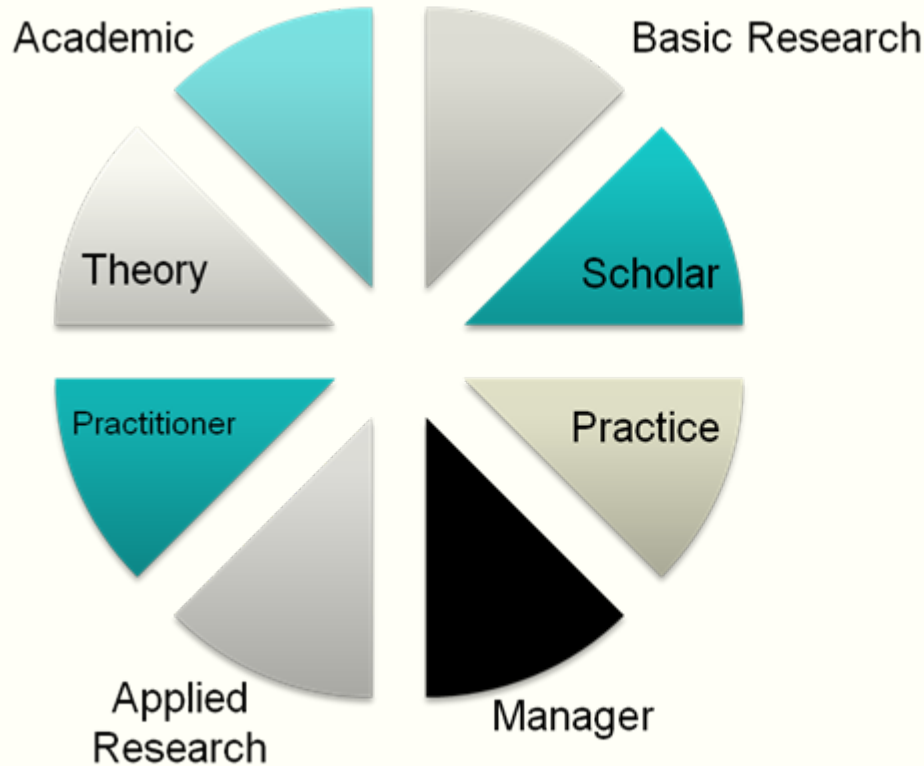 Academic
Basic Research
Theory
Scholar
Practitioner
Practice
Applied
Research
Manager